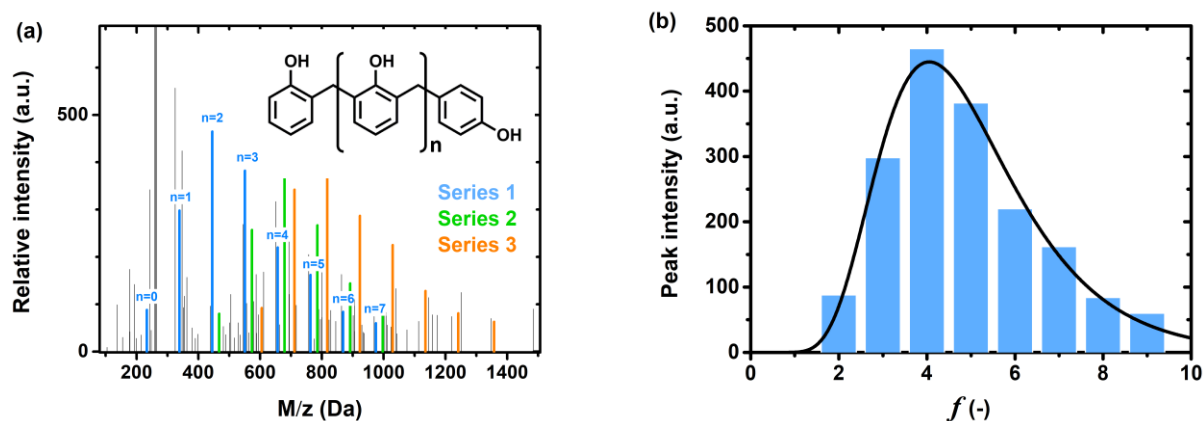 (a)
Relative intensity (a.u.)
500
0
n=0
n=1
n=2
n=3
n=4
n=5
n=6
n=7
OH
OH
OH
n
Series 1
Series 2
Series 3
200 400 600 800 1000 1200 1400
M/z (Da)
(b)
Peak intensity (a.u.)
500
400
300
200
100
0
0 2 4 6 8 10
f (-)